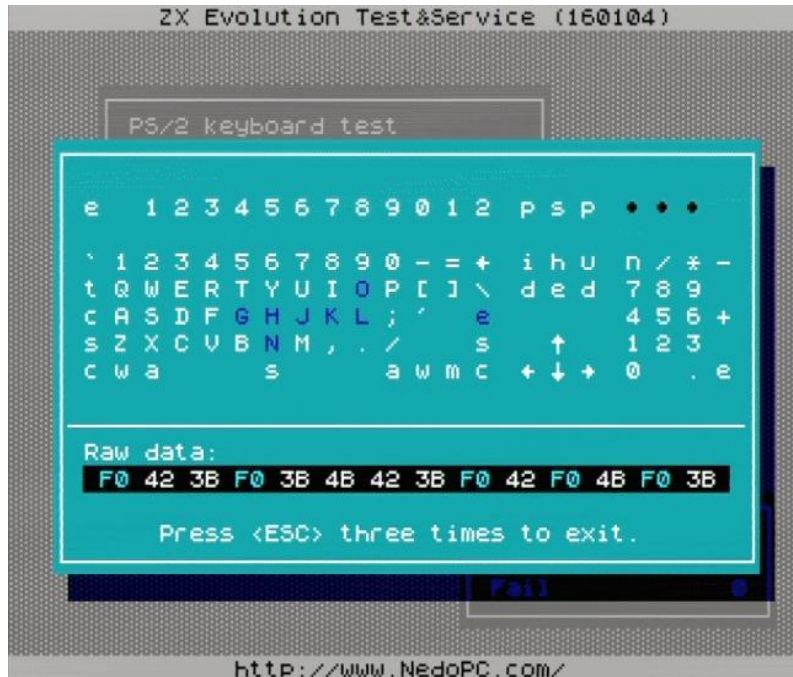 ZX Evolution Test&Service (160104)
PS/2 keyboard test
e 1 2 3 4 5 6 7 8 9 0 1 2 p s p • • •
` 1 2 3 4 5 6 7 8 9 0 - = ← i h u n / * -
t Q W E R T Y U I O P [ ] \ d e d 7 8 9
c A S D F G H J K L ; ´ e 4 5 6 +
s Z X C V B N M , . / s ↑ 1 2 3
c w a s a w m c ← ↓ → 0 . e
Raw data:
F0 42 3B F0 3B 4B 42 3B F0 42 F0 4B F0 3B
Press <ESC> three times to exit.
Fail 0
http://www.NedoPC.com/